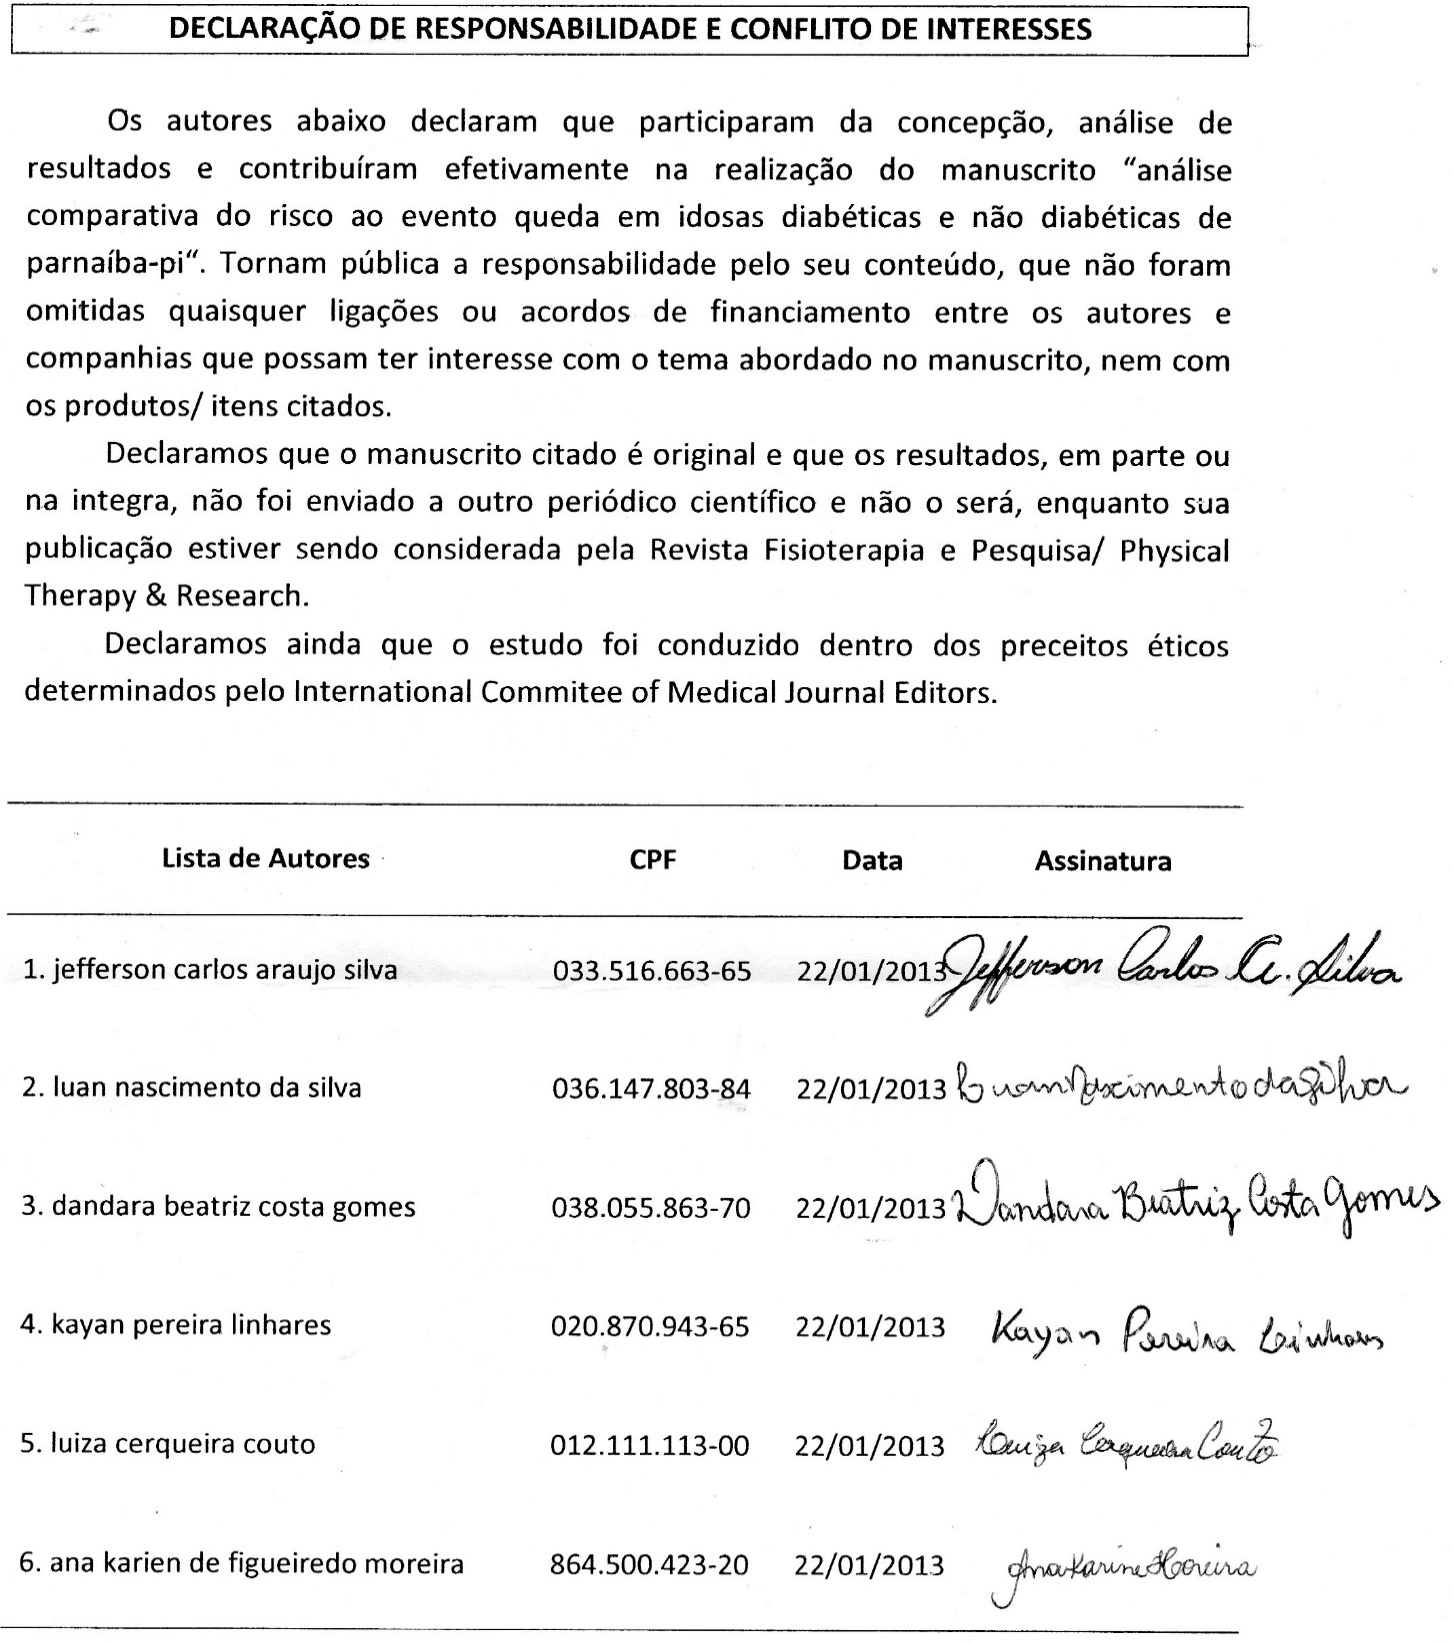 DECLARAÇÃO DE RESPONSABILIDADE E CONFLITO DE INTERESSES
Os autores abaixo declaram que participaram da concepção, análise de
resultados e contribuíram efetivamente na realização do manuscrito “análise
comparativa do risco ao evento queda em idosas diabéticas e não diabéticas de
parnaíba-pi“. Tornam pública a responsabilidade pelo seu conteúdo, que não foram
omitidas quaisquer ligações ou acordos de financiamento entre os autores e
companhias que possam ter interesse com o tema abordado no manuscrito, nem com
os produtos/ itens citados.
Declaramos que o manuscrito citado é original e que os resultados, em parte ou
na integra, não foi enviado a outro periódico científico e não o será, enquanto sua
publicação estiver sendo considerada pela Revista Fisioterapia e Pesquisa/ Physical
Therapy & Research.
Declaramos ainda que o estudo foi conduzido dentro dos preceitos éticos
determinados pelo International Commitee of Medical Journal Editors.
Lista de Autores CPF Data Assinatura
1. jefferson carlos araujo silva 033.516.663-65 22/01/2013 Jefferson Carlos A. Silva
2. luan nascimento da silva 036.147.803-84 22/01/2013 Luan Nascimento da Silva
3. dandara beatriz costa gomes 038.055.863-70 22/01/2013 Dandara Beatriz Costa Gomes
4. kayan pereira linhares 020.870.943-65 22/01/2013 Kayan Pereira Linhares
5. luiza cerqueira couto 012.111.113-00 22/01/2013 Luiza Cerqueira Couto
6. ana karien de figueiredo moreira 864.500.423-20 22/01/2013 Ana Karine Moreira